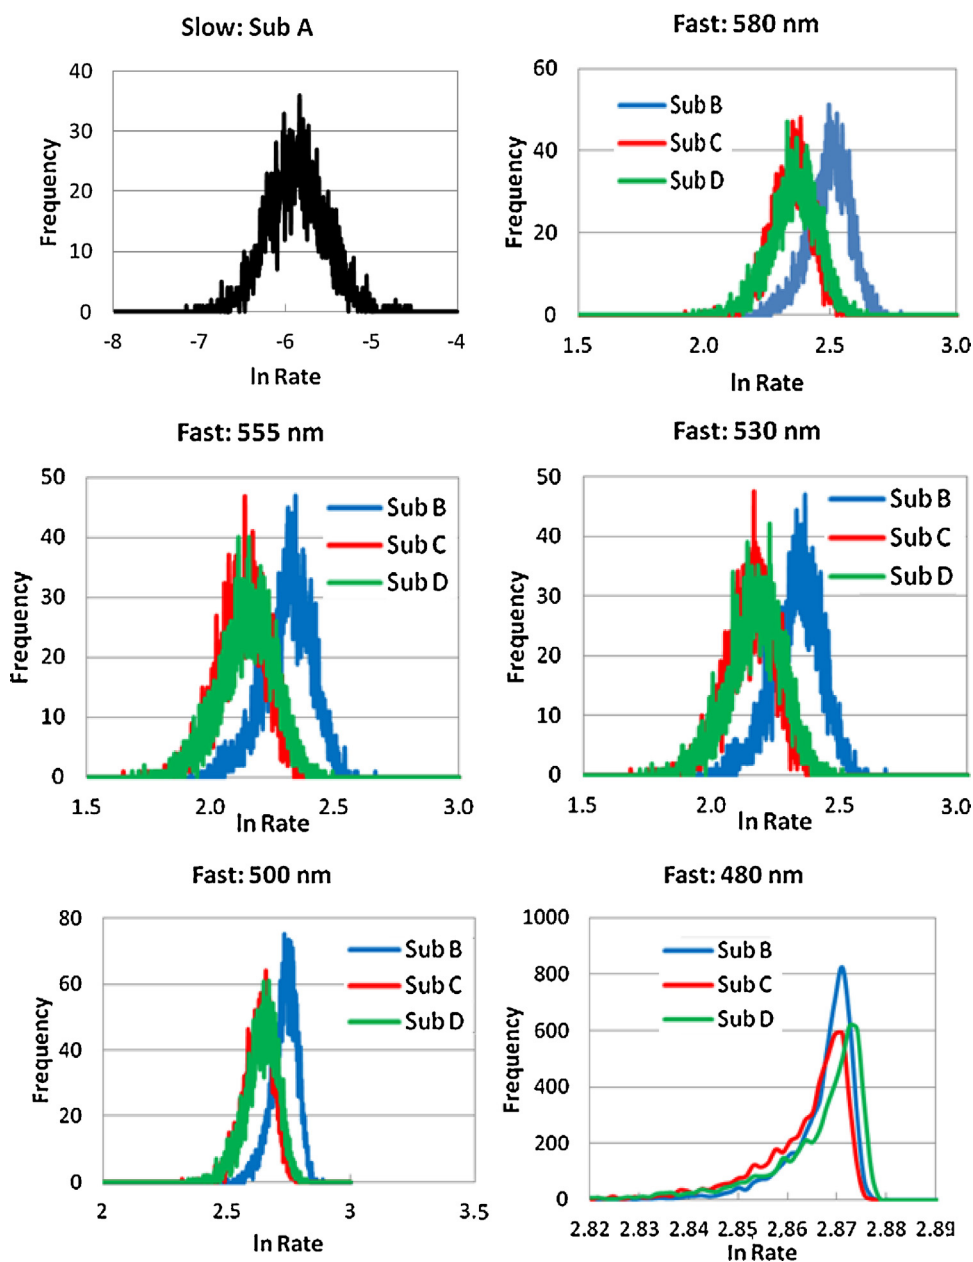 Slow: Sub A
40
30
20
10
0
Frequency
-8 -7 -6 -5 -4
ln Rate
Fast: 580 nm
60
40
20
0
Frequency
Sub B
Sub C
Sub D
1.5 2.0 2.5 3.0
ln Rate
Fast: 555 nm
50
40
30
20
10
0
Frequency
Sub B
Sub C
Sub D
1.5 2.0 2.5 3.0
ln Rate
Fast: 530 nm
50
40
30
20
10
0
Frequency
Sub B
Sub C
Sub D
1.5 2.0 2.5 3.0
ln Rate
Fast: 500 nm
80
60
40
20
0
Frequency
Sub B
Sub C
Sub D
2 2.5 3 3.5
ln Rate
Fast: 480 nm
1000
800
600
400
200
0
Frequency
Sub B
Sub C
Sub D
2.82 2.83 2.84 2.85 2.86 2.87 2.88 2.89
ln Rate